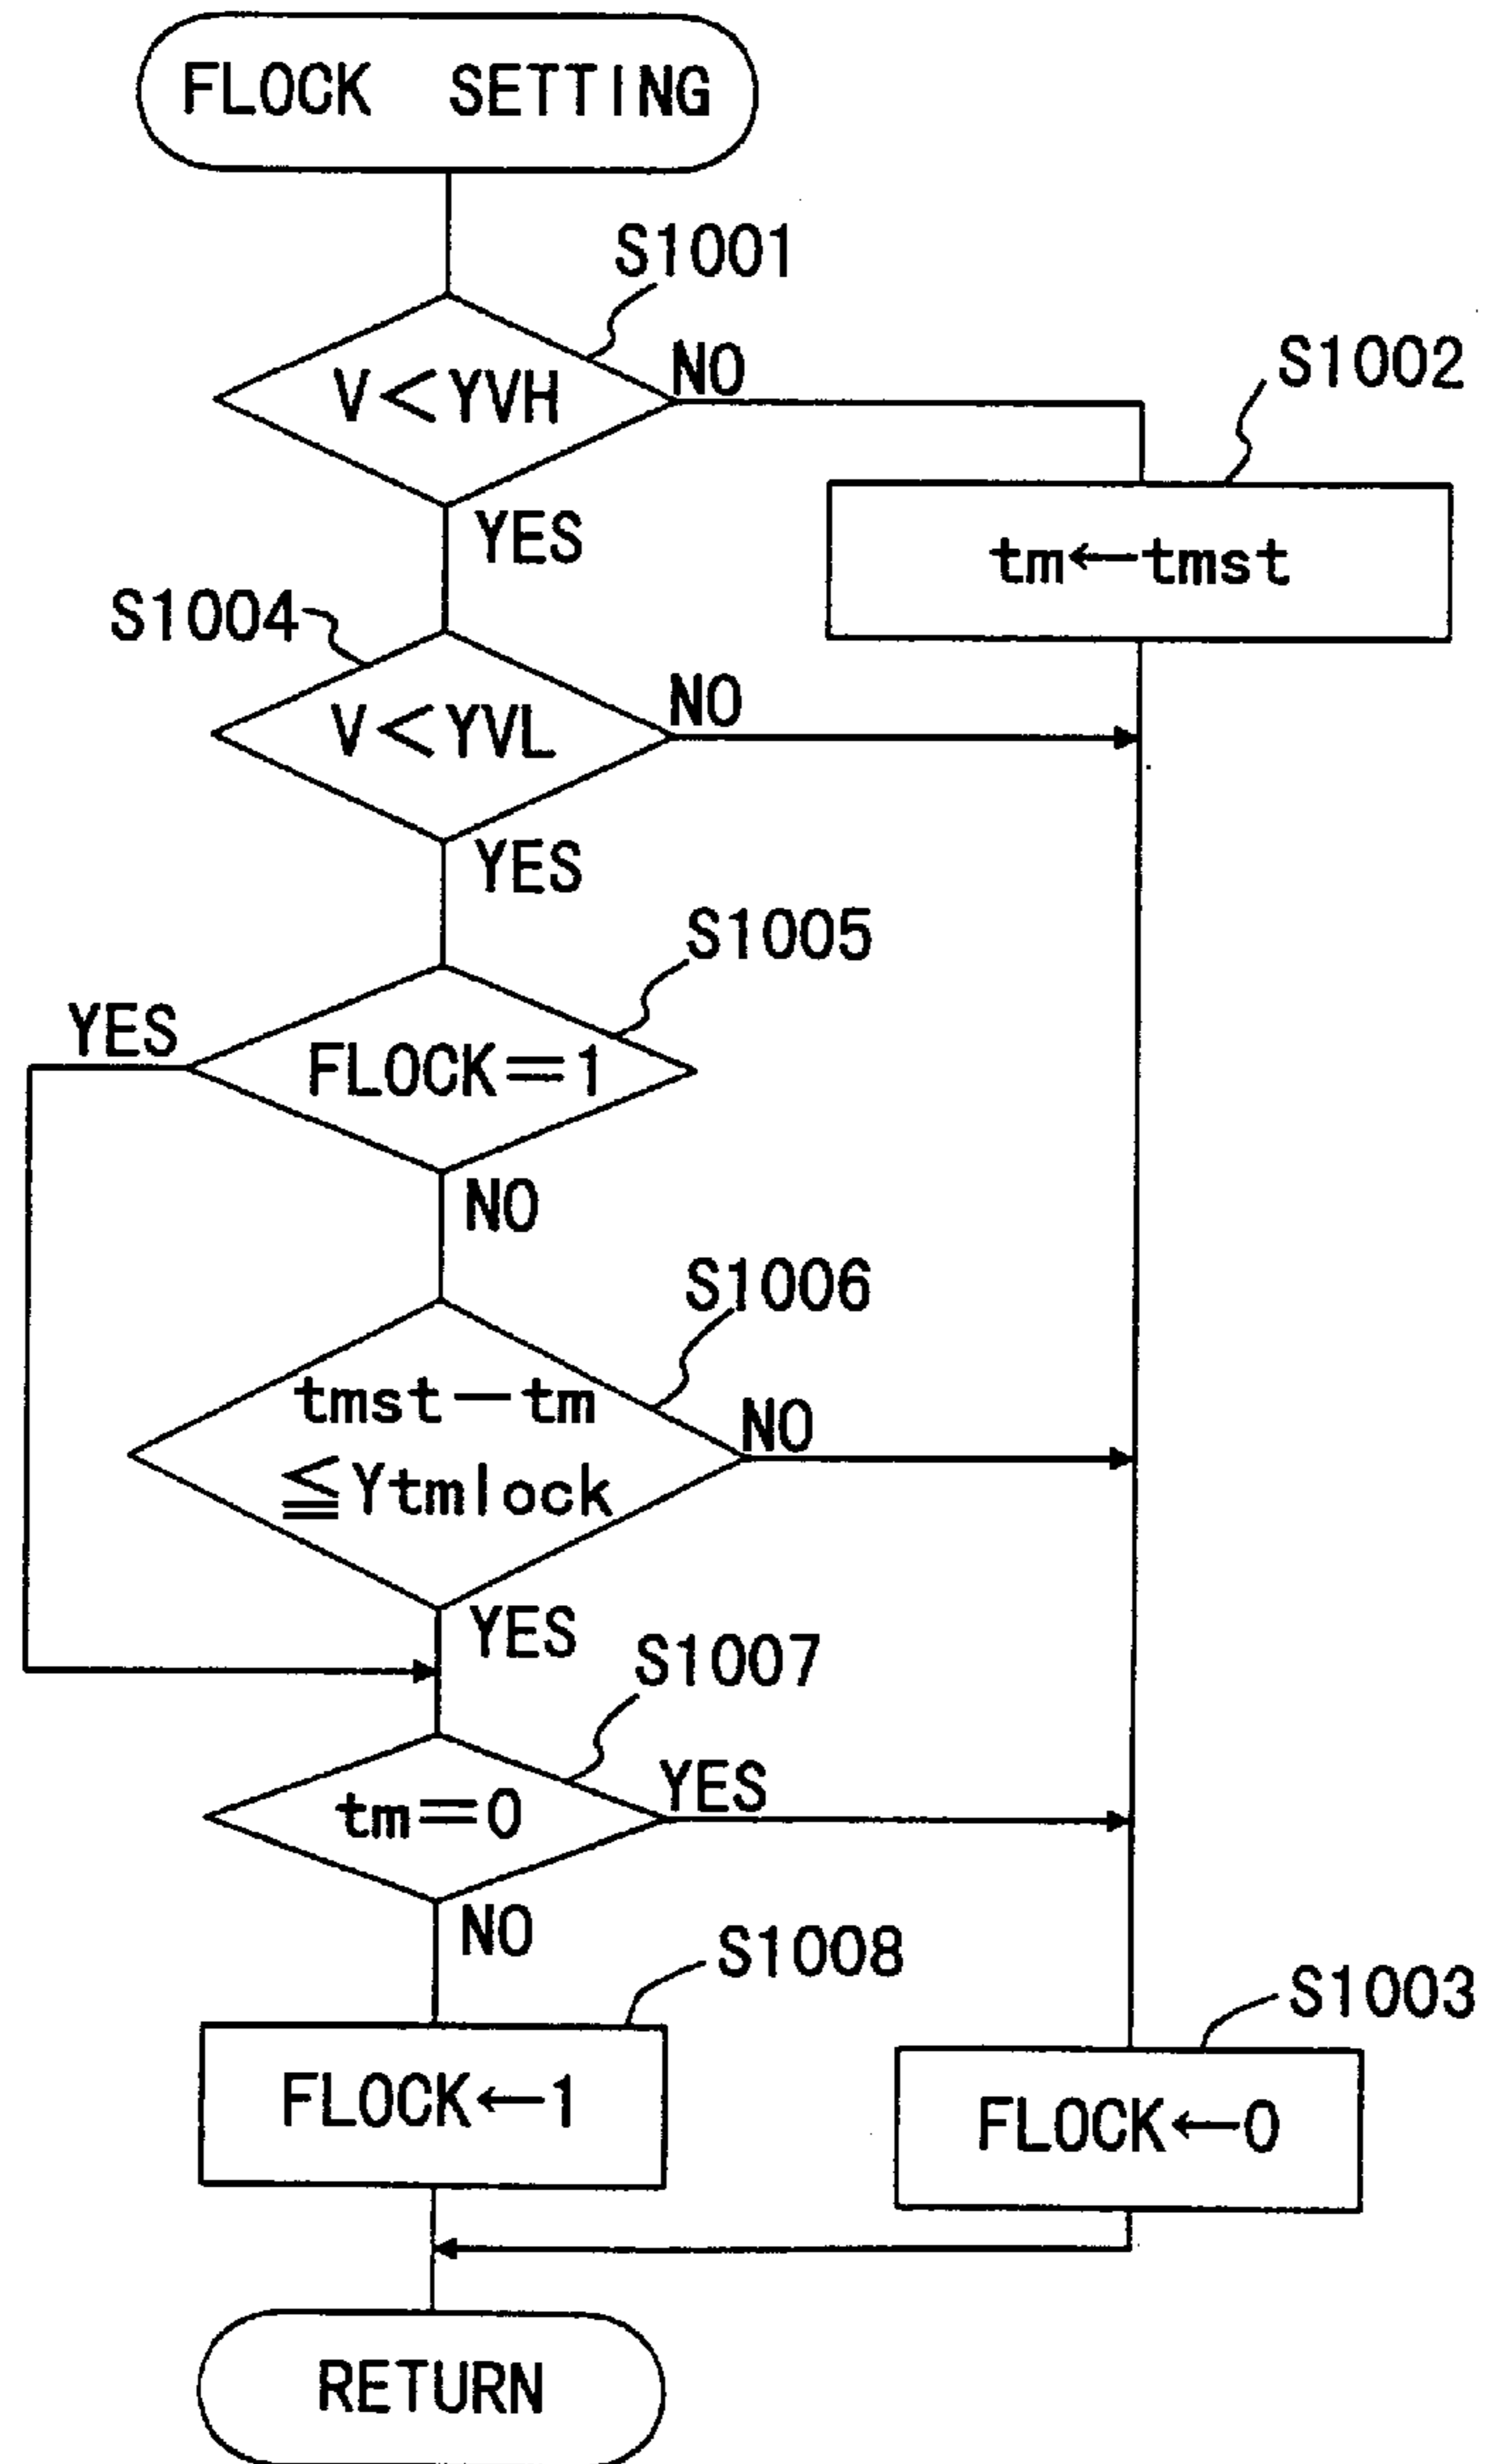 FLOCK SETTING
S1001
V<YVH
NO
S1002
YES
tm←tmst
S1004
V<YVL
NO
YES
S1005
YES
FLOCK=1
NO
S1006
tmst-tm
≦Ytmlock
NO
YES
S1007
tm=0
YES
NO
S1008
S1003
FLOCK←1
FLOCK←0
RETURN